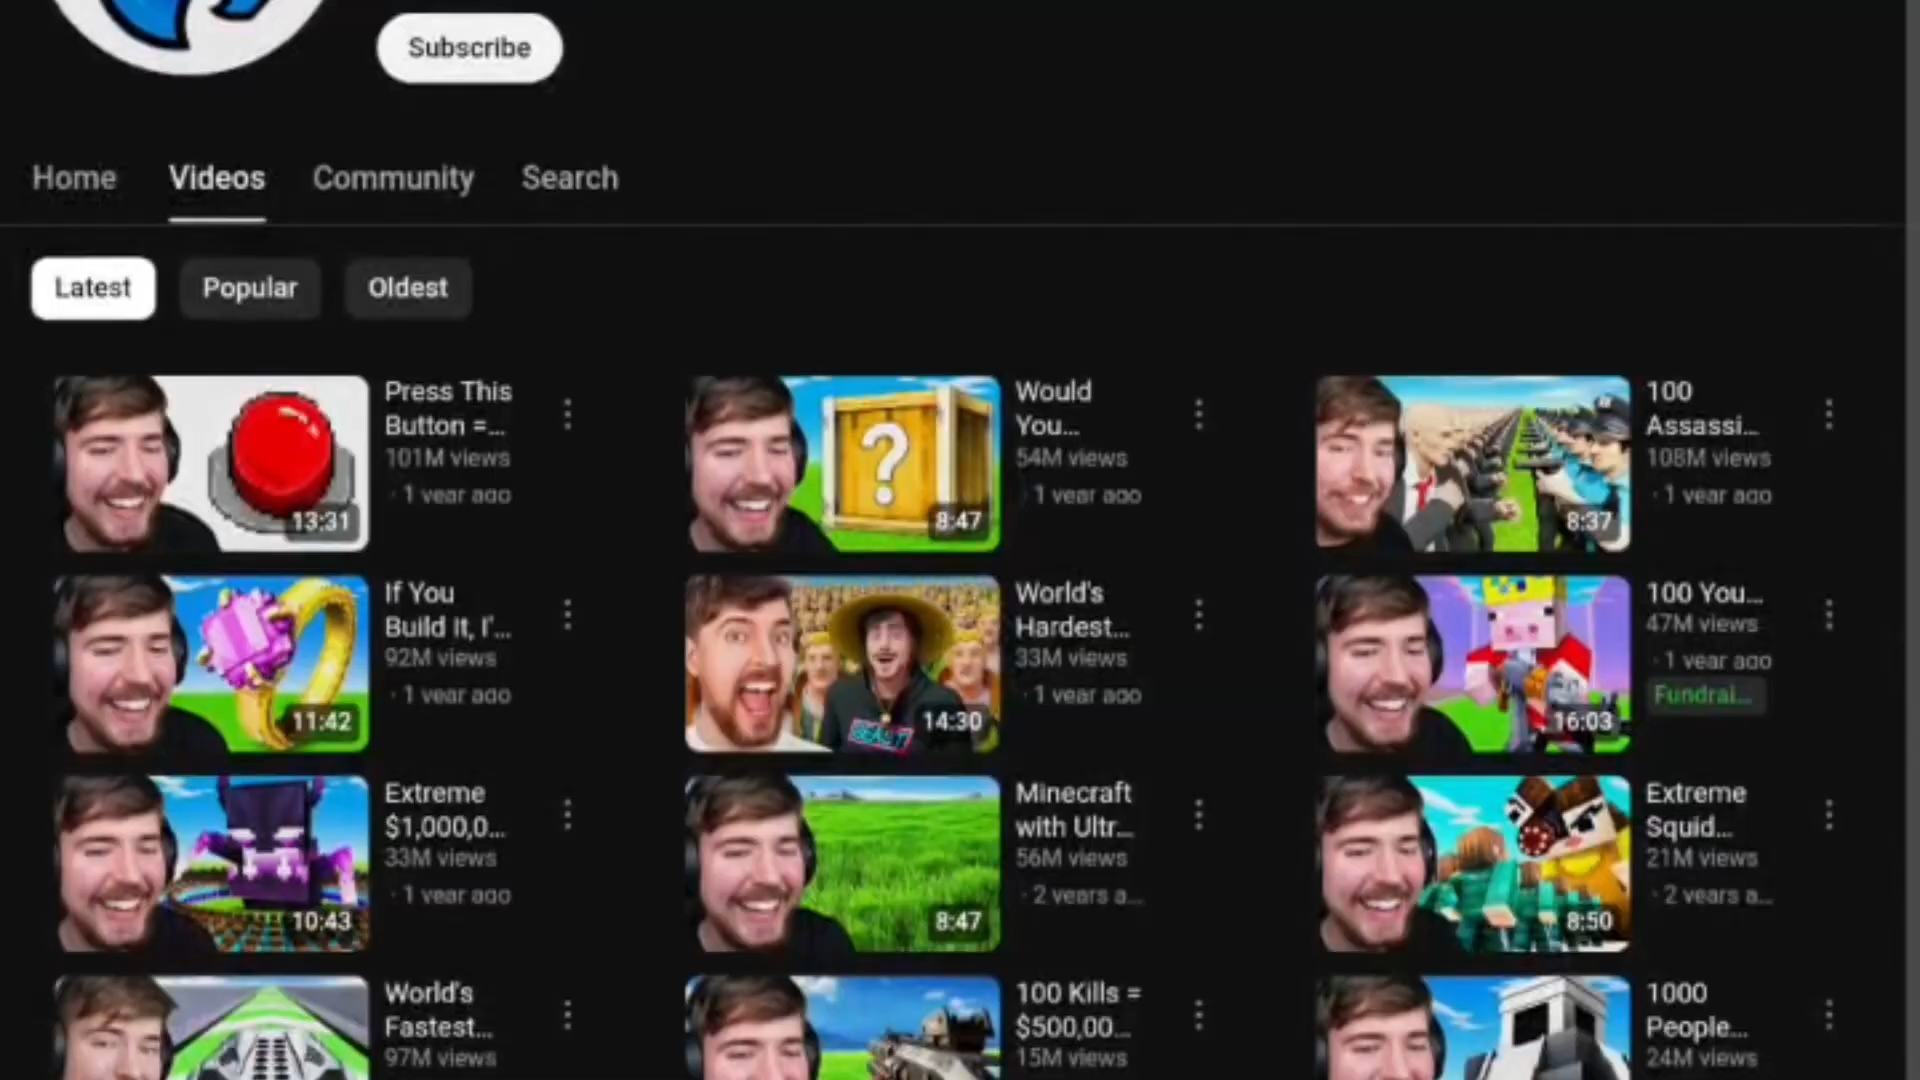 Subscribe
Home
Videos
Community
Search
Latest
Popular
Oldest
Press This
Button =...
101M views
· 1 year ago
13:31
Would
You...
54M views
· 1 year ago
?
8:47
100
Assassi...
108M views
· 1 year ago
8:37
If You
Build It, I'...
92M views
· 1 year ago
11:42
World's
Hardest...
33M views
· 1 year ago
BEAST
14:30
100 You...
47M views
· 1 year ago
Fundrai...
16:03
Extreme
$1,000,0...
33M views
· 1 year ago
10:43
Minecraft
with Ultr...
56M views
· 2 years a...
8:47
Extreme
Squid...
21M views
· 2 years a...
8:50
World's
Fastest...
97M views
100 Kills =
$500,00...
15M views
1000
People...
24M views